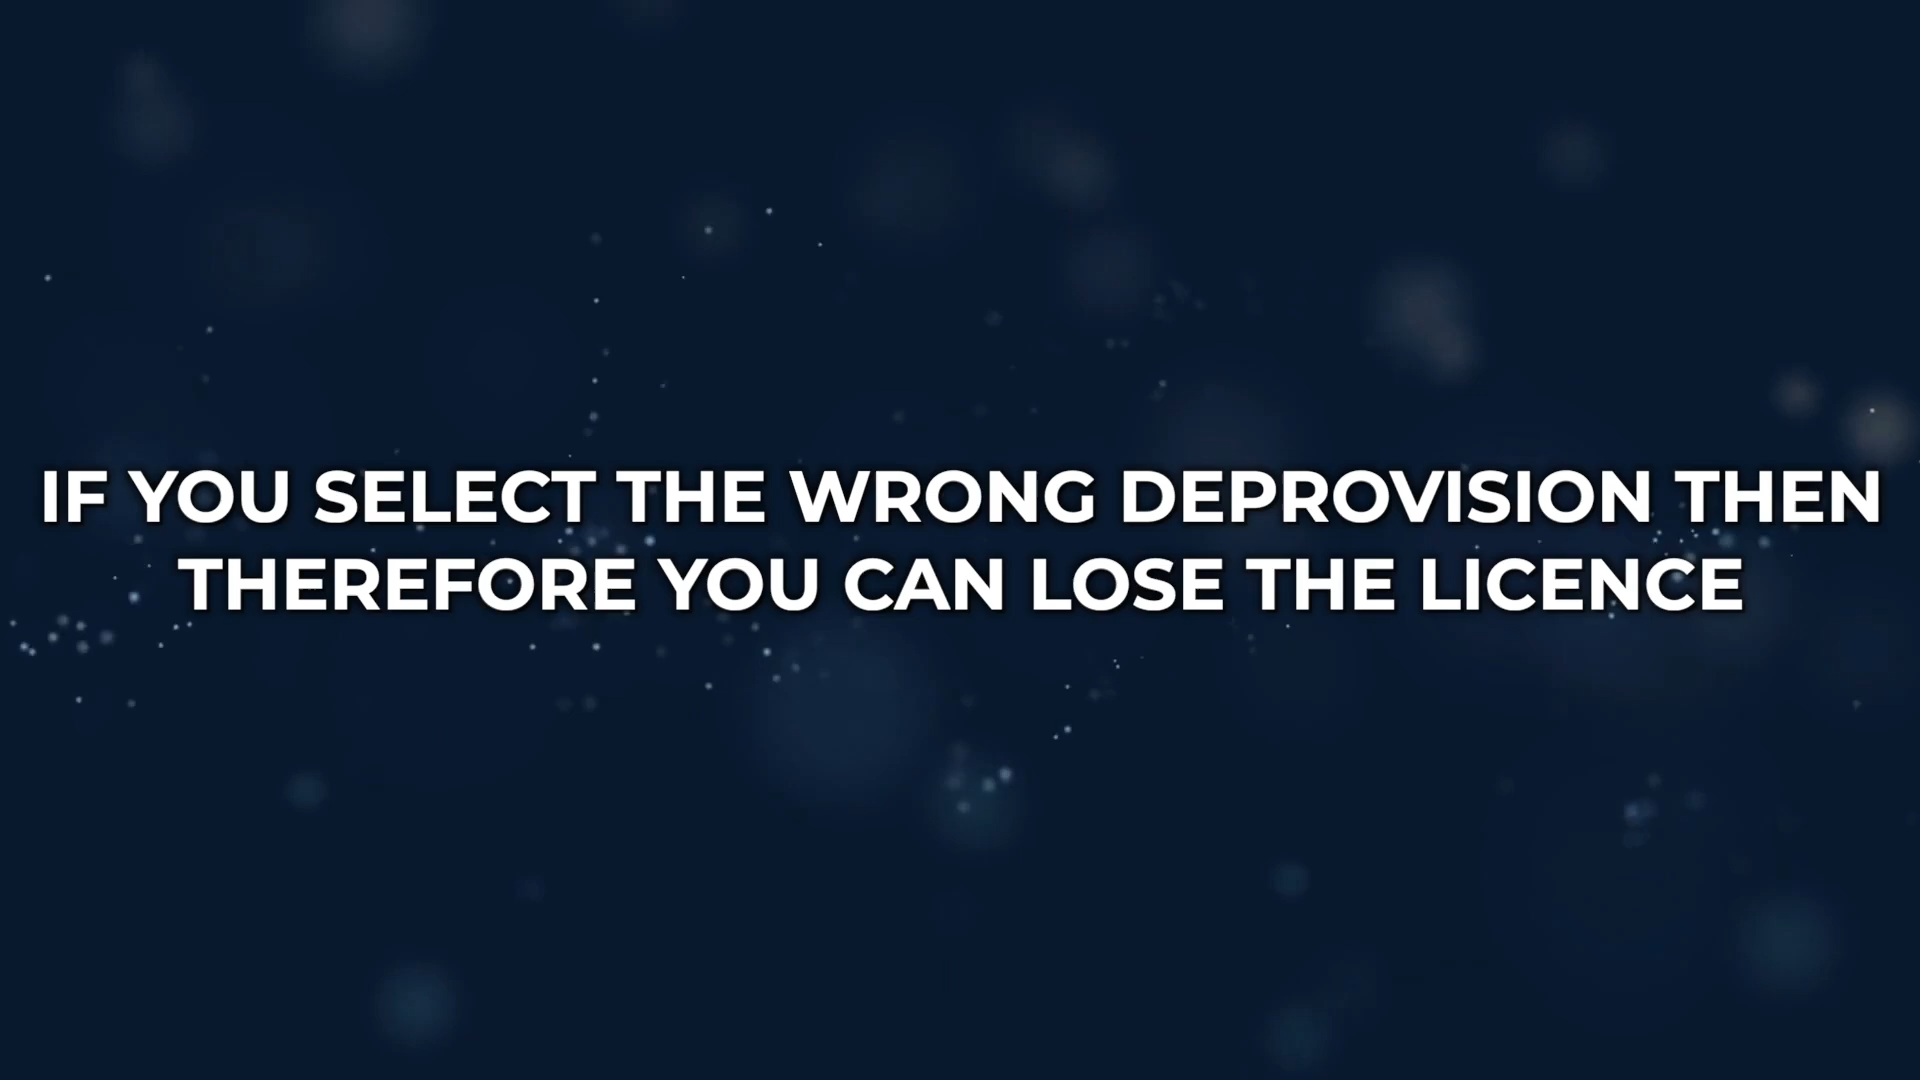 IF YOU SELECT THE WRONG DEPROVISION THEN
THEREFORE YOU CAN LOSE THE LICENCE